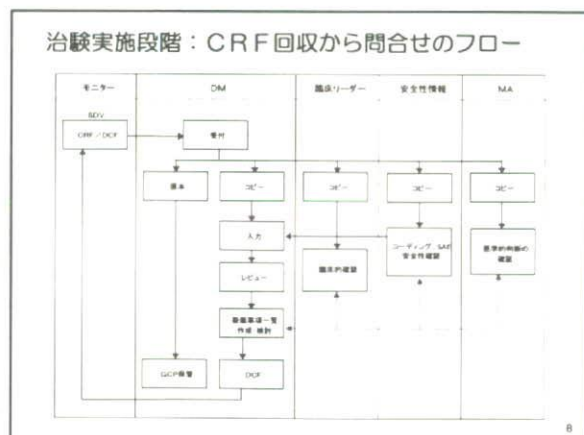 治験実施段階：CRF回収から問合せのフロー
モニター
DM
臨床リーダー
安全性情報
MA
SDV
CRF／DCF
受付
原本
コピー
コピー
コピー
コピー
入力
レビュー
臨床的確認
コーディング、SAE
安全性確認
医学的判断の
確認
作成・検討
GCP保管
DCF
8